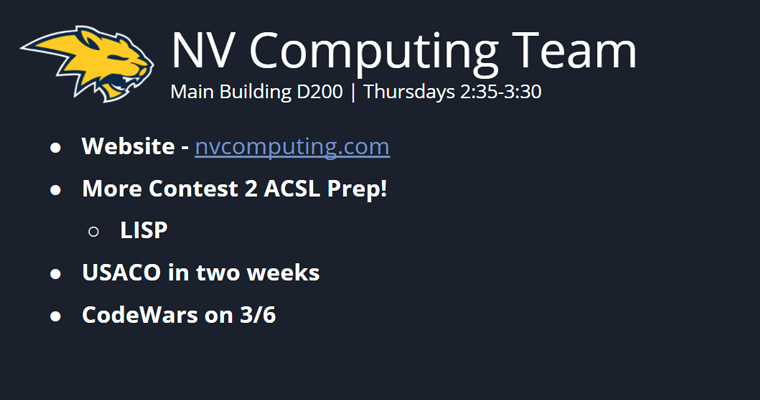 NV Computing Team
Main Building D200 | Thursdays 2:35-3:30
● Website - nvcomputing.com
● More Contest 2 ACSL Prep!
○ LISP
● USACO in two weeks
● CodeWars on 3/6